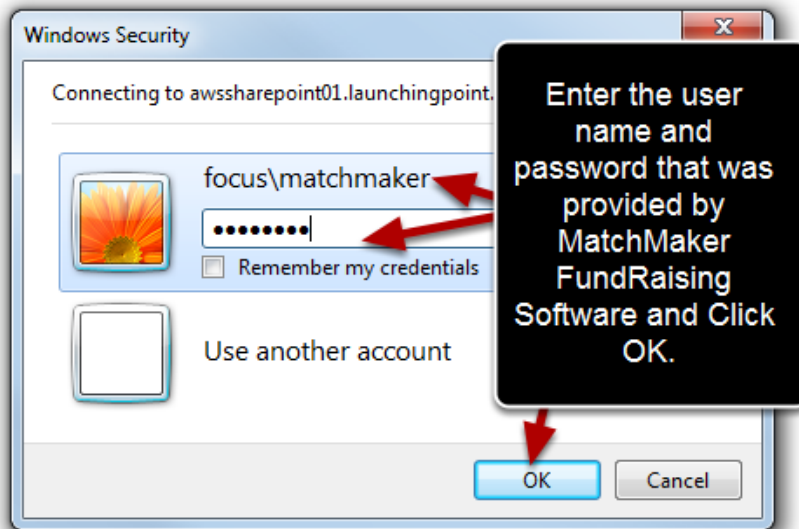 Windows Security
Connecting to awssharepoint01.launchingpoint.
focus\matchmaker
••••••••
Remember my credentials
Use another account
OK
Cancel
Enter the user
name and
password that was
provided by
MatchMaker
FundRaising
Software and Click
OK.